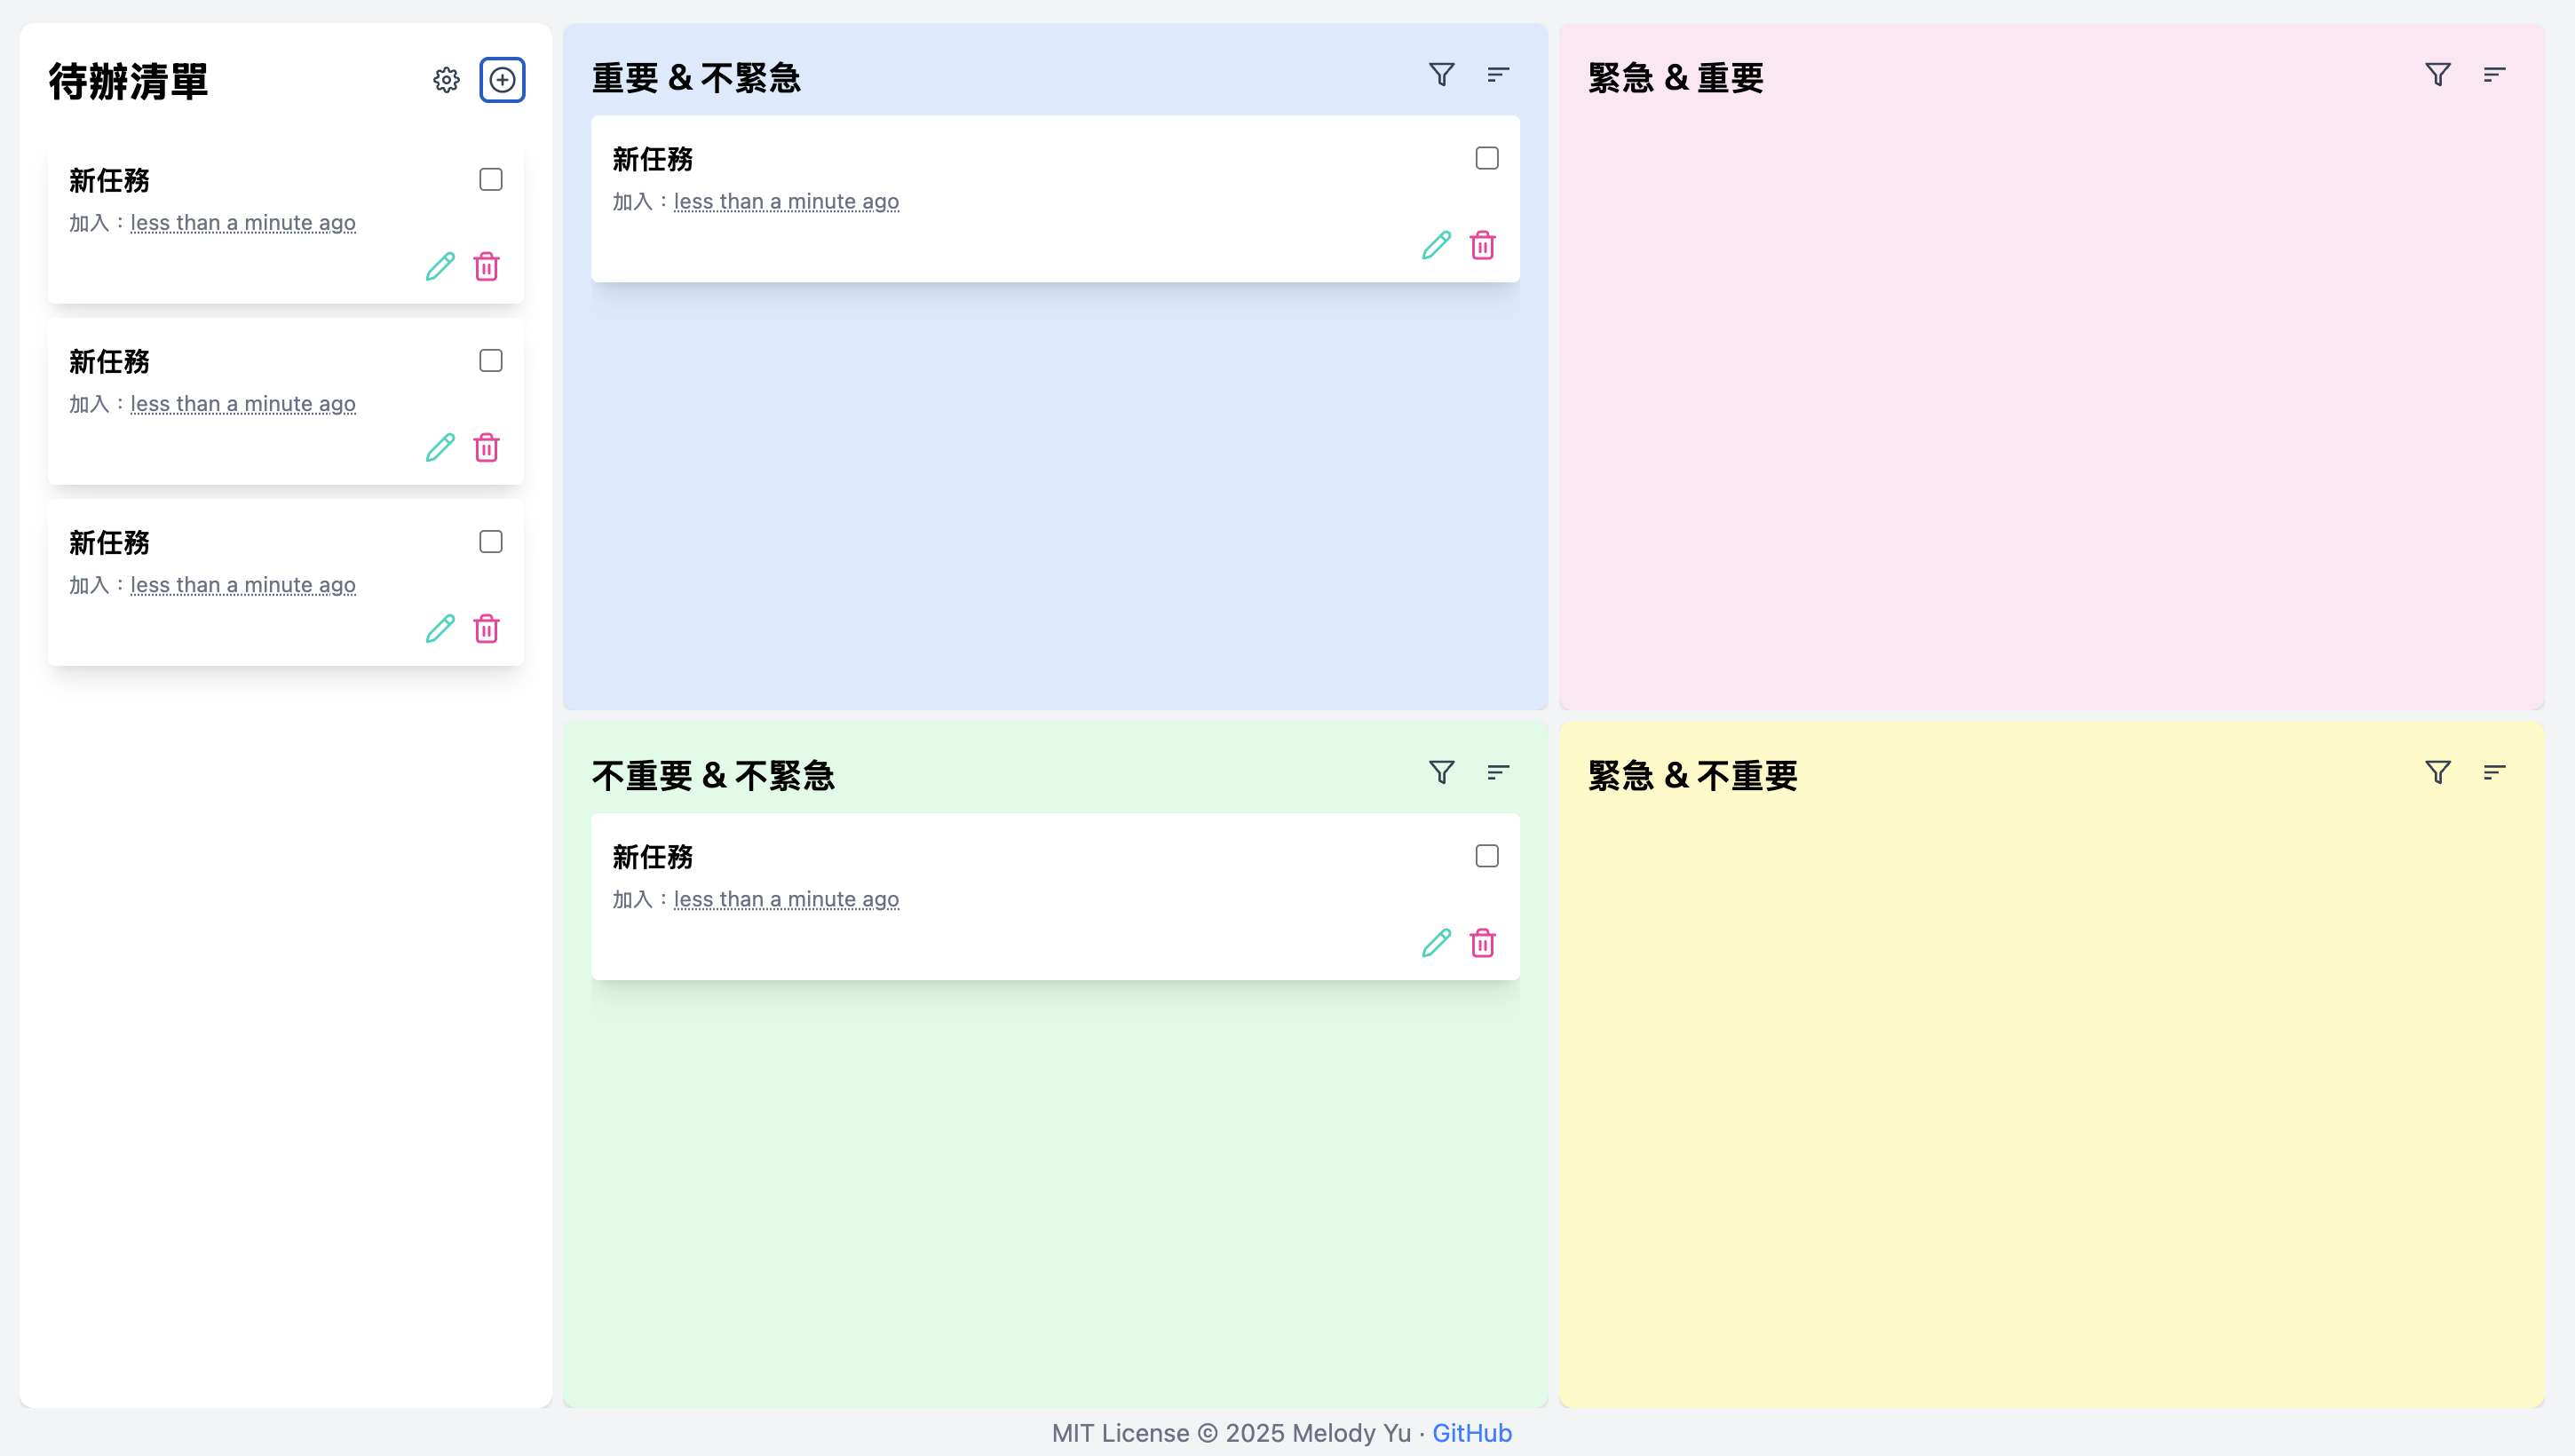 待辦清單
新任務
加入：less than a minute ago
新任務
加入：less than a minute ago
新任務
加入：less than a minute ago
重要 & 不緊急
新任務
加入：less than a minute ago
緊急 & 重要
不重要 & 不緊急
新任務
加入：less than a minute ago
緊急 & 不重要
MIT License © 2025 Melody Yu · GitHub